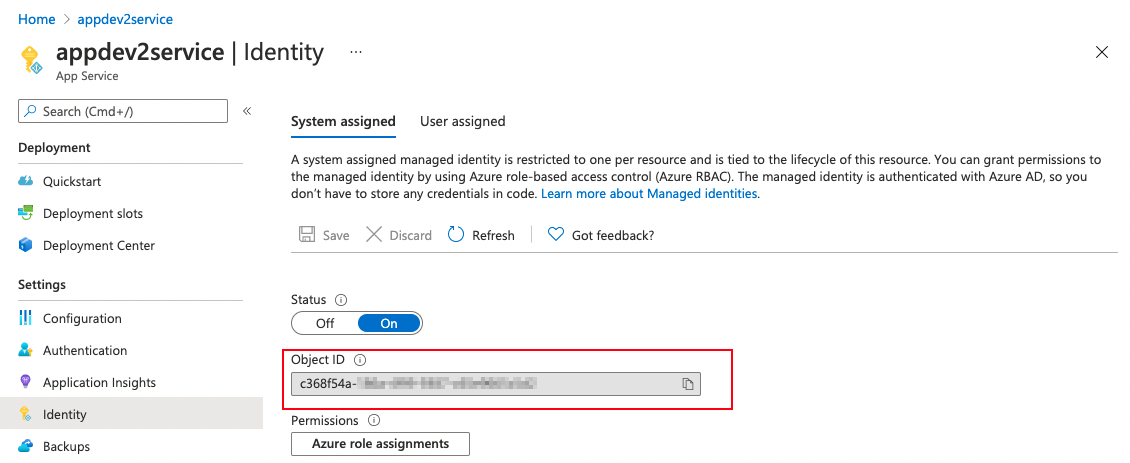 Home > appdev2service
appdev2service | Identity ...
App Service
Search (Cmd+/)
«
Deployment
Quickstart
Deployment slots
Deployment Center
Settings
Configuration
Authentication
Application Insights
Identity
Backups
System assigned User assigned
A system assigned managed identity is restricted to one per resource and is tied to the lifecycle of this resource. You can grant permissions to
the managed identity by using Azure role-based access control (Azure RBAC). The managed identity is authenticated with Azure AD, so you
don’t have to store any credentials in code. Learn more about Managed identities.
Save Discard Refresh Got feedback?
Status
Off On
Object ID
c368f54a-
Permissions
Azure role assignments